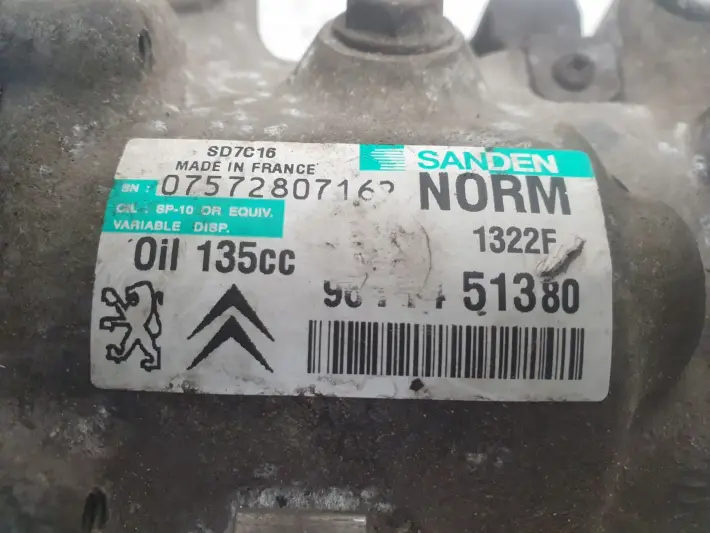 SD7C16
MADE IN FRANCE
SANDEN
SN : 07572807162
NORM
OIL : SP-10 OR EQUIV.
VARIABLE DISP.
1322F
Oil 135cc
51380